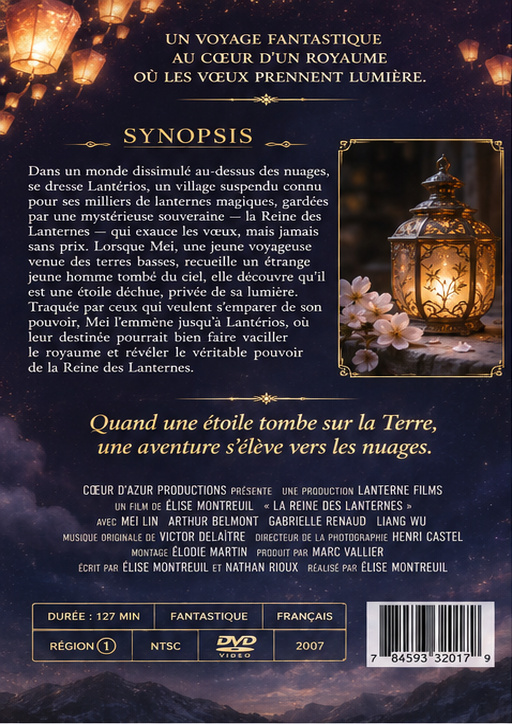 UN VOYAGE FANTASTIQUE
AU CŒUR D'UN ROYAUME
OÙ LES VŒUX PRENNENT LUMIÈRE.
SYNOPSIS
Dans un monde dissimulé au-dessus des nuages,
se dresse Lantérios, un village suspendu connu
pour ses milliers de lanternes magiques, gardées
par une mystérieuse souveraine — la Reine des
Lanternes — qui exauce les vœux, mais jamais
sans prix. Lorsque Mei, une jeune voyageuse
venue des terres basses, recueille un étrange
jeune homme tombé du ciel, elle découvre qu'il
est une étoile déchue, privée de sa lumière.
Traquée par ceux qui veulent s'emparer de son
pouvoir, Mei l'emmène jusqu'à Lantérios, où
leur destinée pourrait bien faire vaciller
le royaume et révéler le véritable pouvoir
de la Reine des Lanternes.
Quand une étoile tombe sur la Terre,
une aventure s'élève vers les nuages.
CŒUR D'AZUR PRODUCTIONS PRÉSENTE UNE PRODUCTION LANTERNE FILMS
UN FILM DE ÉLISE MONTREUIL « LA REINE DES LANTERNES »
AVEC MEI LIN ARTHUR BELMONT GABRIELLE RENAUD LIANG WU
MUSIQUE ORIGINALE DE VICTOR DELAÎTRE DIRECTEUR DE LA PHOTOGRAPHIE HENRI CASTEL
MONTAGE ÉLODIE MARTIN PRODUIT PAR MARC VALLIER
ÉCRIT PAR ÉLISE MONTREUIL ET NATHAN RIOUX RÉALISÉ PAR ÉLISE MONTREUIL
DURÉE : 127 MIN FANTASTIQUE FRANÇAIS
RÉGION 1 NTSC DVD VIDEO 2007
7 84593 32017 9